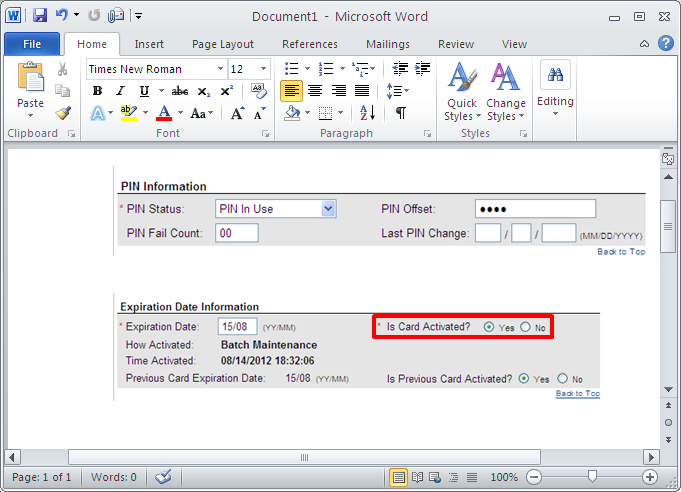 Document1 - Microsoft Word
File Home Insert Page Layout References Mailings Review View
Times New Roman 12
Paste
B I U abc x₂ x²
A ab A Aa A A
Quick Styles
Change Styles
Editing
Clipboard Font Paragraph Styles
PIN Information
* PIN Status: PIN In Use PIN Offset: ●●●●
PIN Fail Count: 00 Last PIN Change: / / (MM/DD/YYYY)
Back to Top
Expiration Date Information
* Expiration Date: 15/08 (YY/MM) * Is Card Activated? Yes No
How Activated: Batch Maintenance
Time Activated: 08/14/2012 18:32:06
Previous Card Expiration Date: 15/08 (YY/MM) Is Previous Card Activated? Yes No
Back to Top
Page: 1 of 1 Words: 0 100%